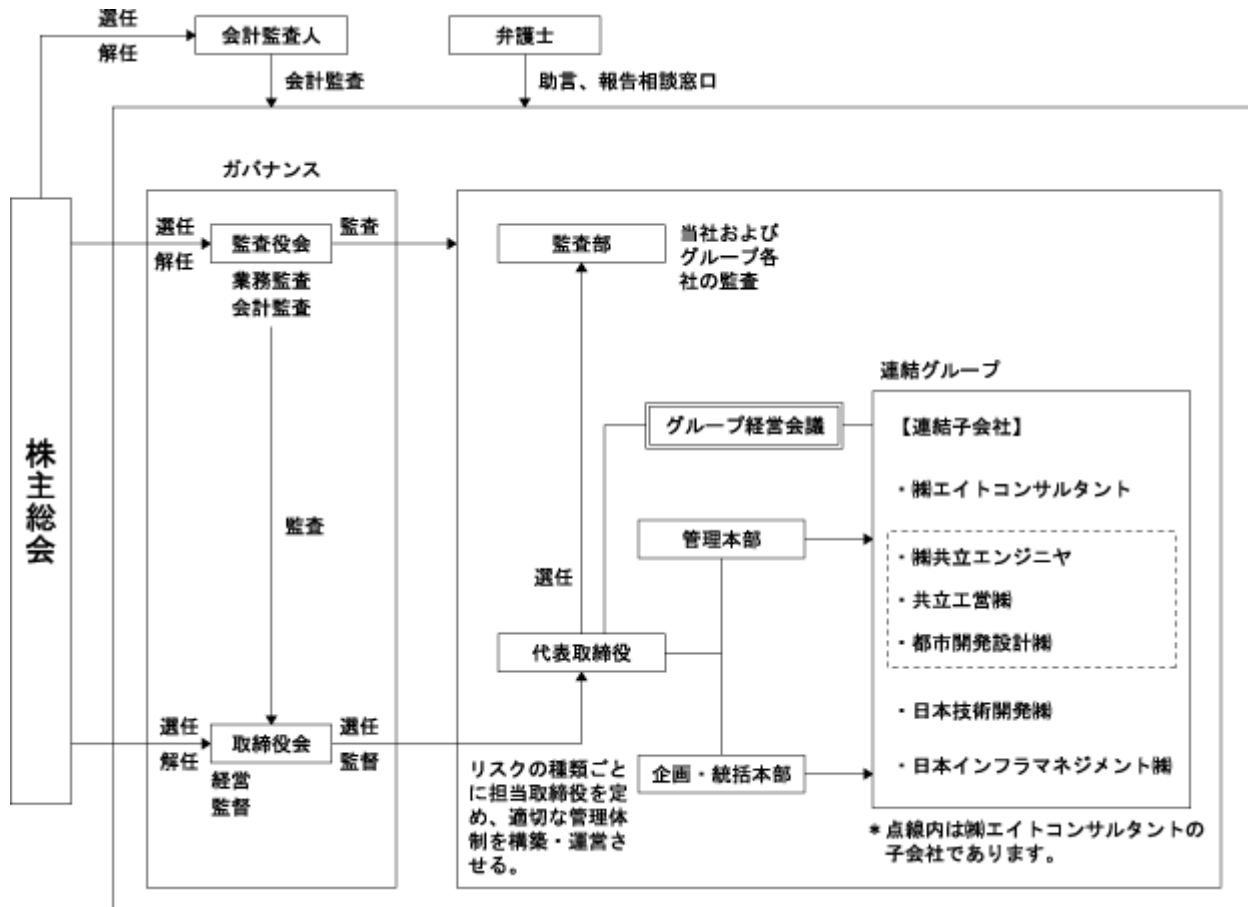 選任
解任
会計監査人
弁護士
会計監査
助言、報告相談窓口
ガバナンス
株主総会
選任
解任
監査役会
監査
業務監査
会計監査
監査部
当社および
グループ各
社の監査
連結グループ
グループ経営会議
【連結子会社】
・㈱エイトコンサルタント
監査
管理本部
・㈱共立エンジニヤ
選任
・共立工営㈱
代表取締役
・都市開発設計㈱
・日本技術開発㈱
選任
解任
取締役会
選任
監督
経営
監督
リスクの種類ごと
に担当取締役を定
め、適切な管理体
制を構築・運営さ
せる。
企画・統括本部
・日本インフラマネジメント㈱
＊点線内は㈱エイトコンサルタントの
子会社であります。